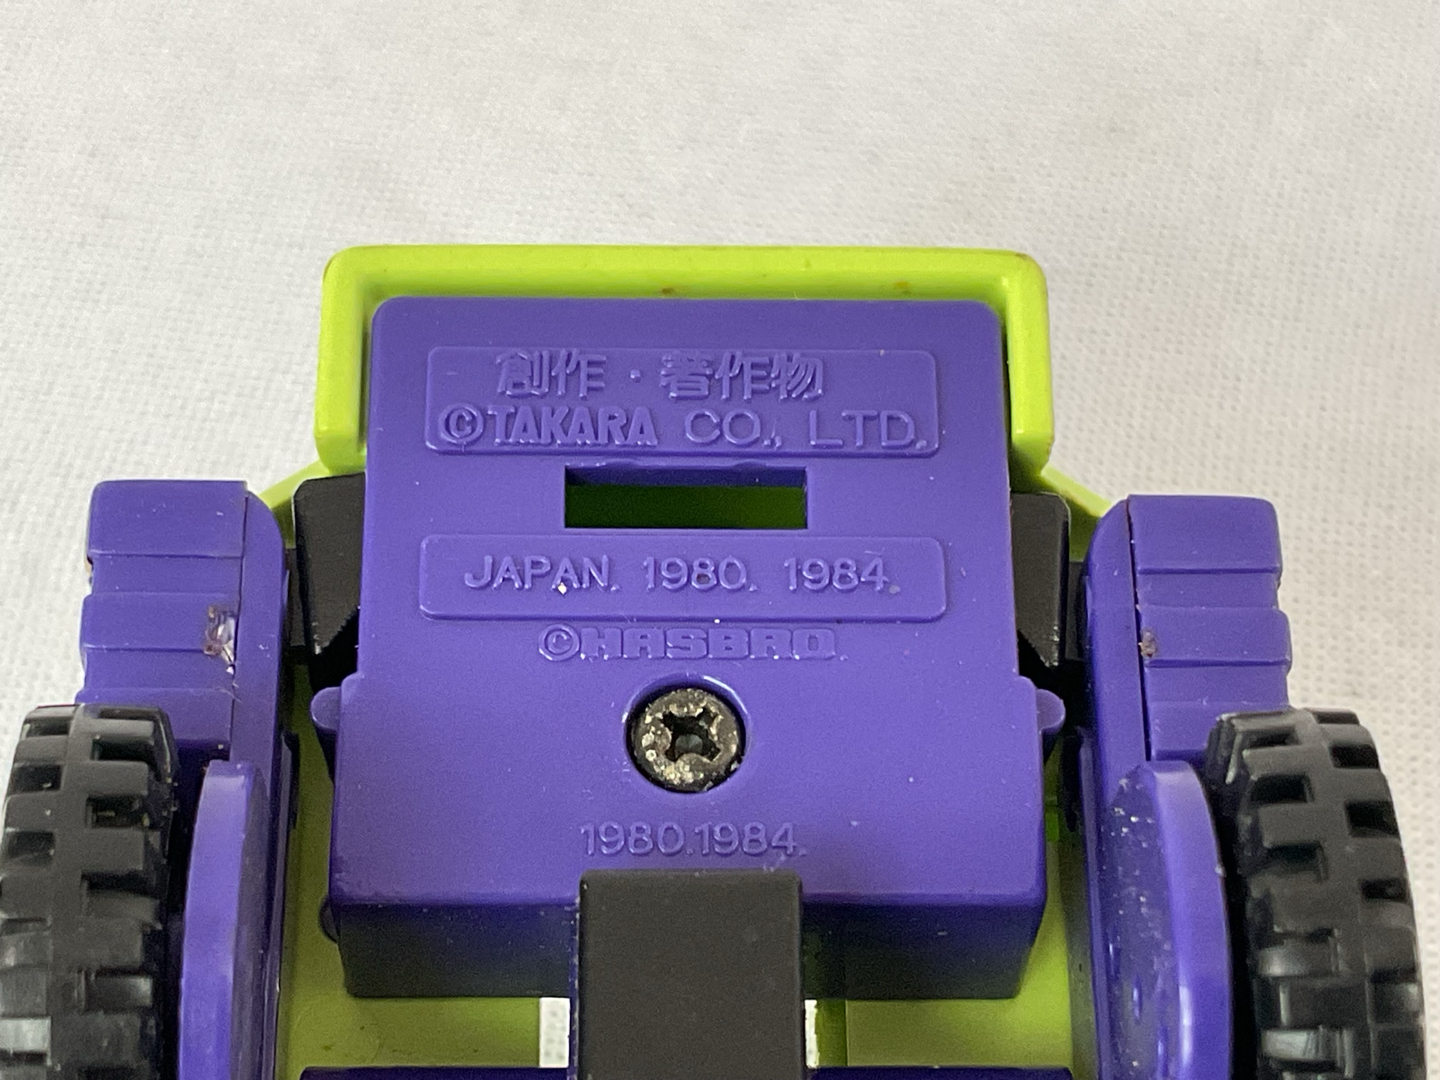 創作・著作物
©TAKARA CO., LTD.
JAPAN. 1980. 1984.
©HASBRO.
1980.1984.